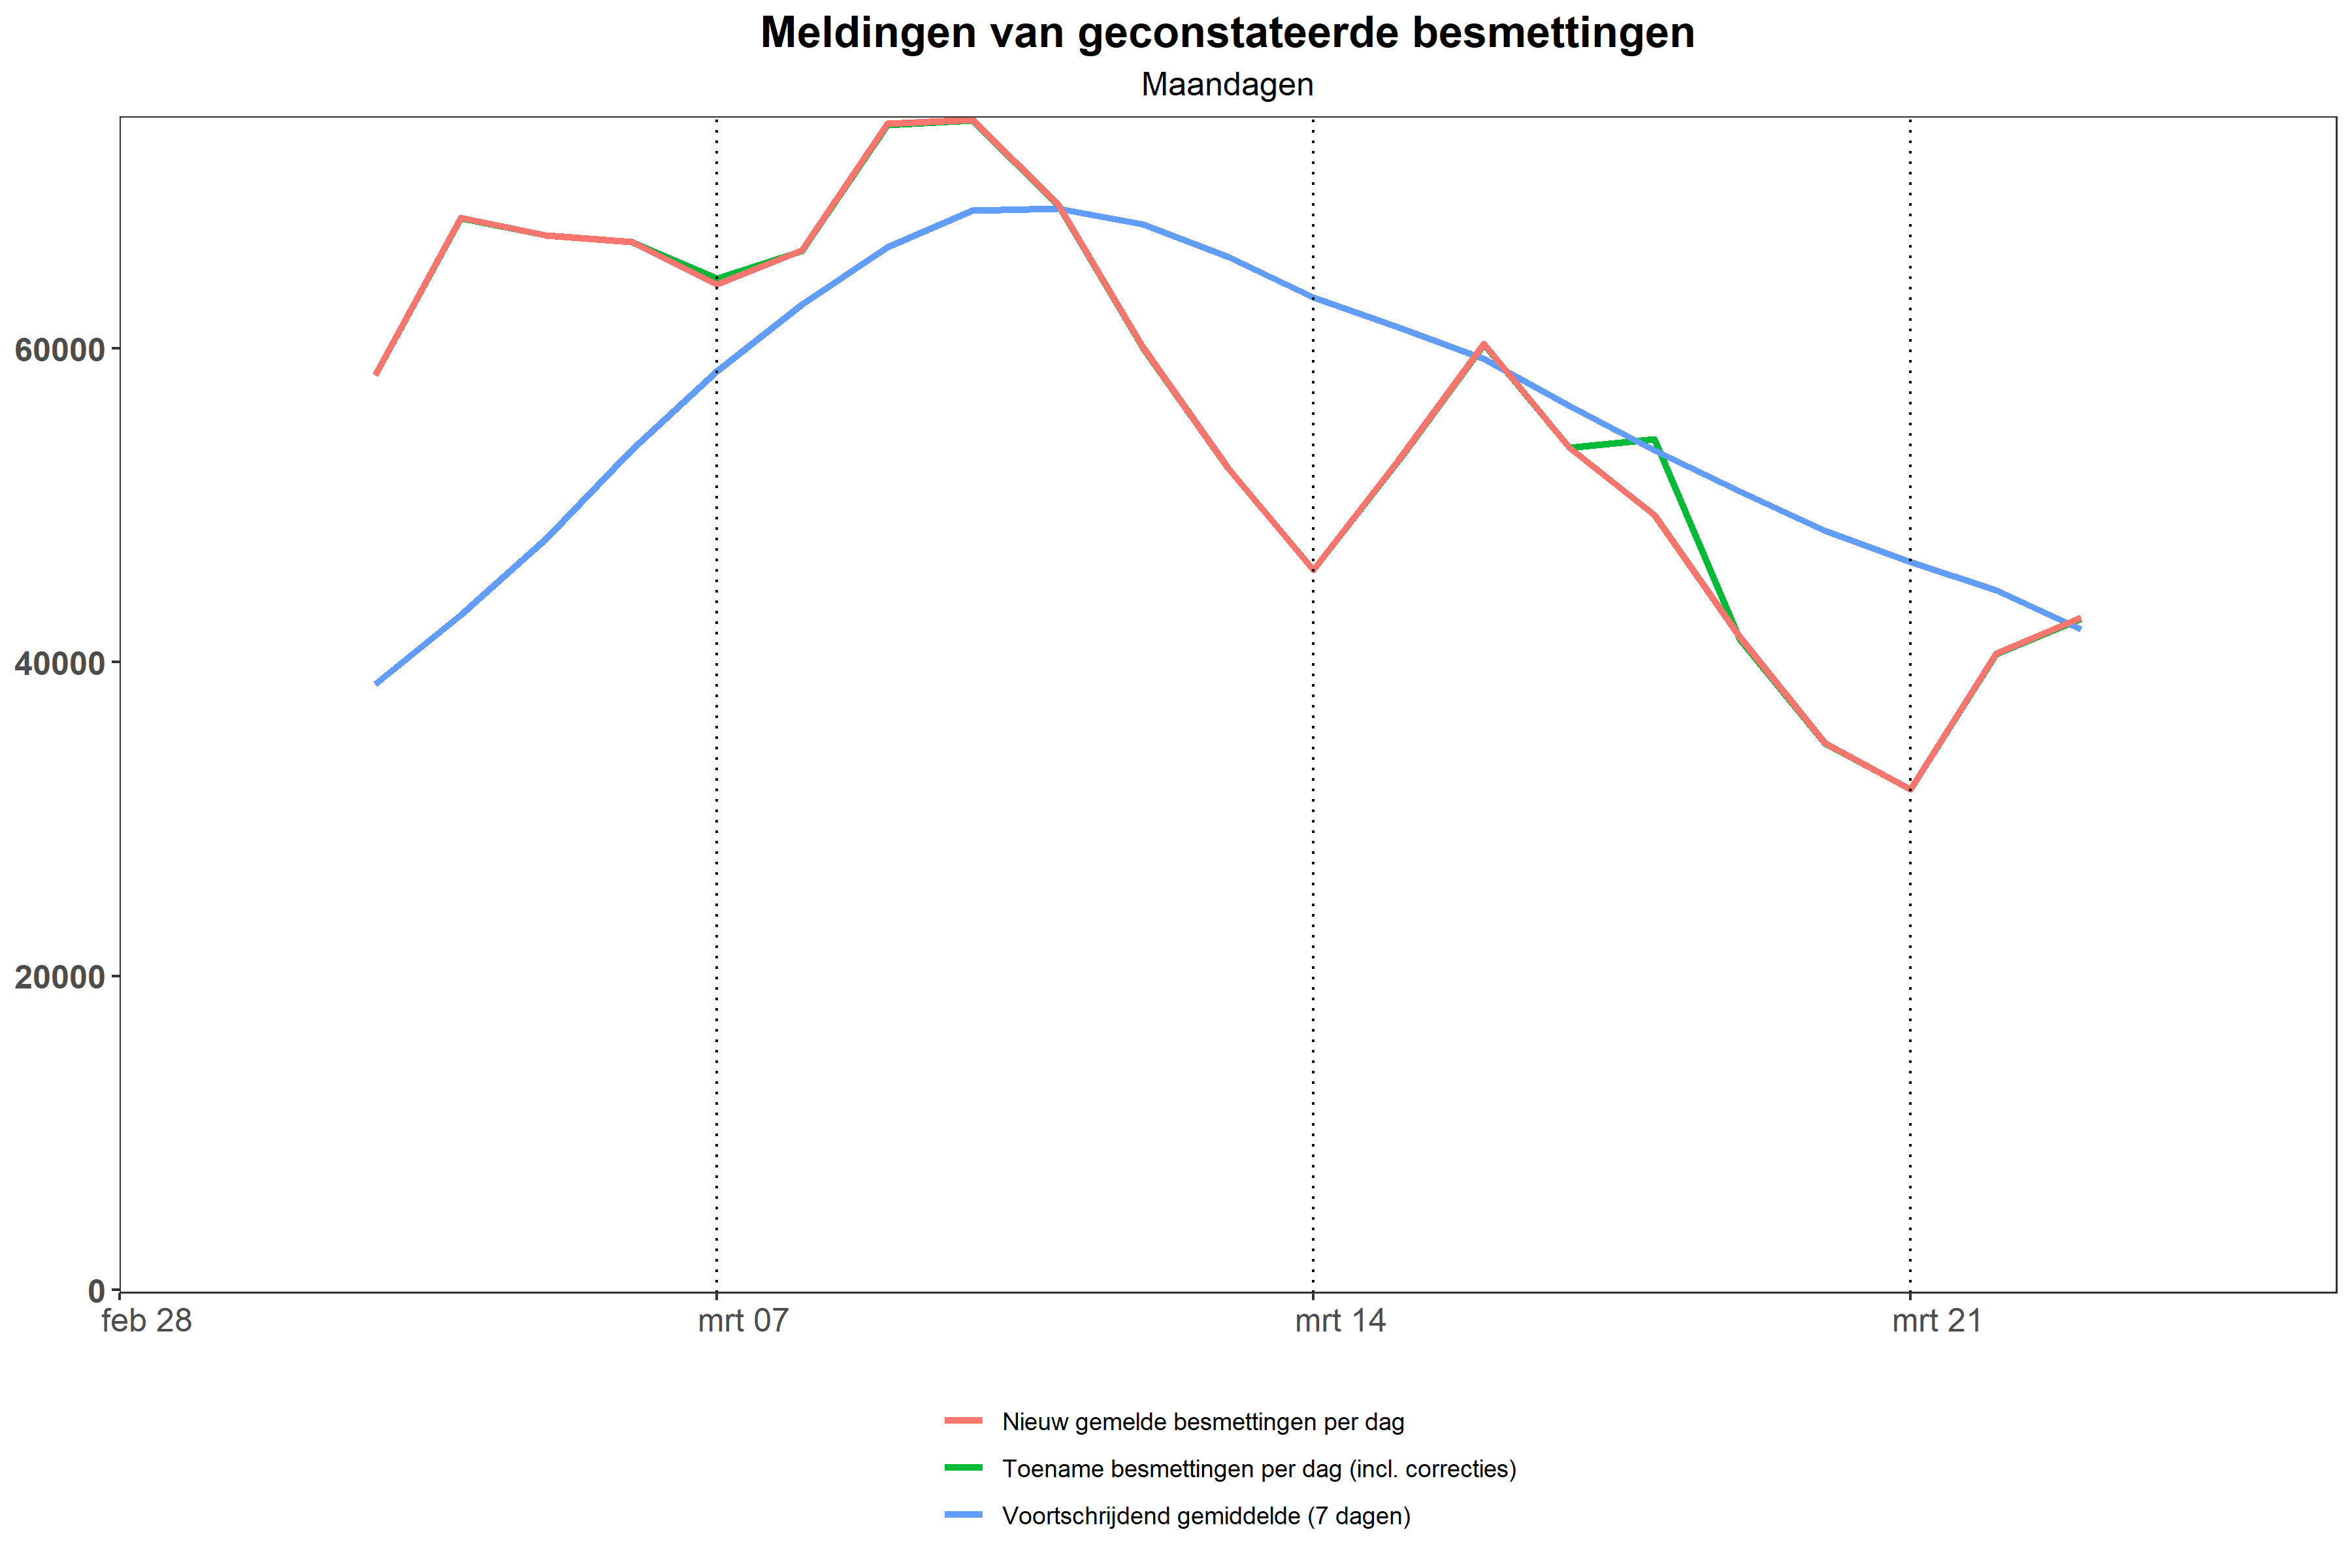 Meldingen van geconstateerde besmettingen
Maandagen
60000
40000
20000
0
feb 28 mrt 07 mrt 14 mrt 21
Nieuw gemelde besmettingen per dag
Toename besmettingen per dag (incl. correcties)
Voortschrijdend gemiddelde (7 dagen)